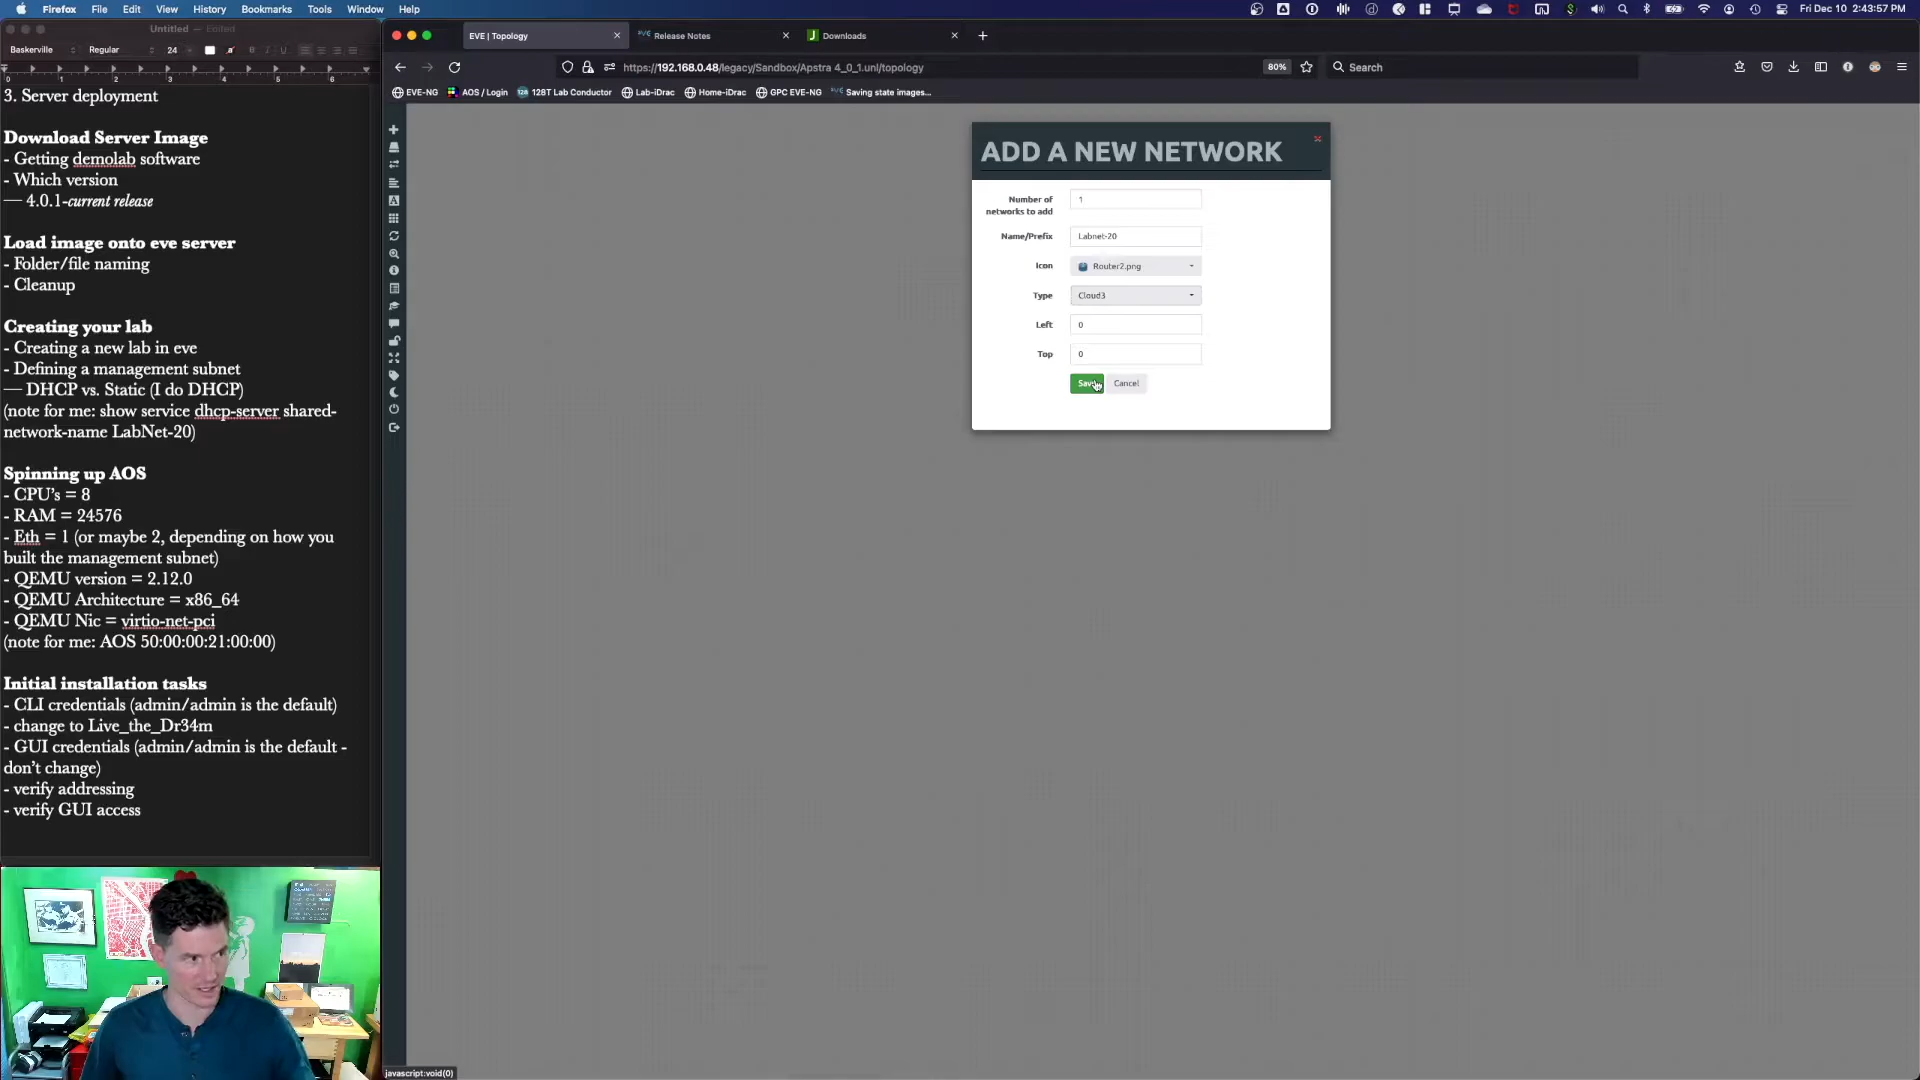 Firefox File Edit View History Bookmarks Tools Window Help Fri Dec 10 2:43:57 PM
Untitled — Edited
Baskerville Regular 24
0 1 2 3 4 5 6
3. Server deployment
Download Server Image
- Getting demolab software
- Which version
— 4.0.1-current release
Load image onto eve server
- Folder/file naming
- Cleanup
Creating your lab
- Creating a new lab in eve
- Defining a management subnet
— DHCP vs. Static (I do DHCP)
(note for me: show service dhcp-server shared-
network-name LabNet-20)
Spinning up AOS
- CPU's = 8
- RAM = 24576
- Eth = 1 (or maybe 2, depending on how you
built the management subnet)
- QEMU version = 2.12.0
- QEMU Architecture = x86_64
- QEMU Nic = virtio-net-pci
(note for me: AOS 50:00:00:21:00:00)
Initial installation tasks
- CLI credentials (admin/admin is the default)
- change to Live_the_Dr34m
- GUI credentials (admin/admin is the default -
don't change)
- verify addressing
- verify GUI access
EVE | Topology
Release Notes
Downloads
https://192.168.0.48/legacy/Sandbox/Apstra 4_0_1.unl/topology
80%
Search
EVE-NG AOS / Login 128T Lab Conductor Lab-iDrac Home-iDrac GPC EVE-NG Saving state images...
ADD A NEW NETWORK
Number of
networks to add
1
Name/Prefix Labnet-20
Icon Router2.png
Type Cloud3
Left 0
Top 0
Save Cancel
javascript:void(0)